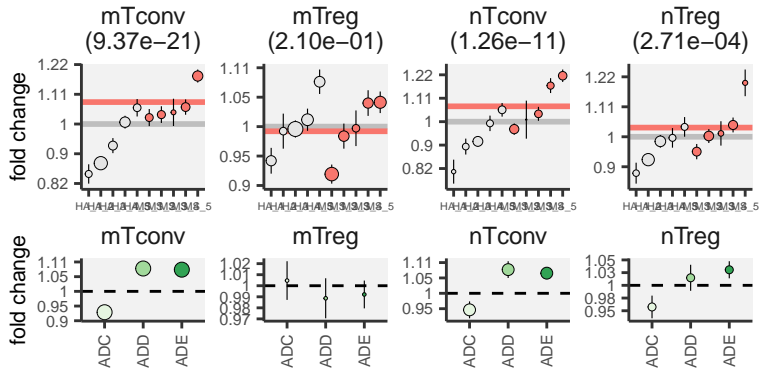 mTconv mTreg nTconv nTreg
(9.37e−21) (2.10e−01) (1.26e−11) (2.71e−04)
fold change
1.22 1.11 1 0.9 0.82
1.11 1.05 1.00 0.95 0.9
1.22 1.11 1 0.9 0.82
1.22 1.11 1 0.9
mTconv mTreg nTconv nTreg
fold change
1.11 1.05 1 0.95 0.9
1.02 1.01 1 0.99 0.98 0.97
1.11 1.05 1 0.95
1.05 1.03 1 0.98 0.95
ADC ADD ADE ADC ADD ADE ADC ADD ADE ADC ADD ADE